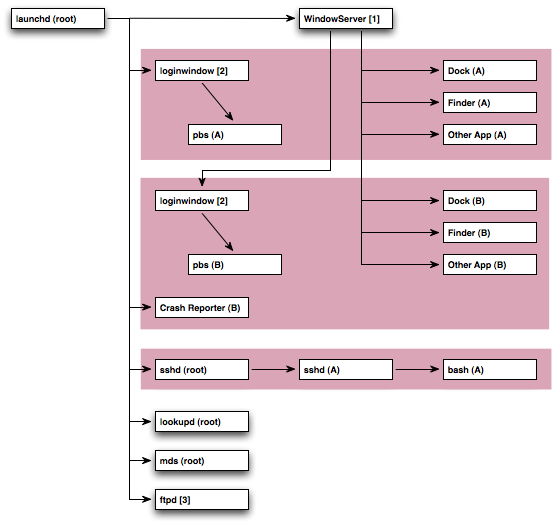 launchd (root)
WindowServer [1]
loginwindow [2]
Dock (A)
Finder (A)
pbs (A)
Other App (A)
loginwindow [2]
Dock (B)
Finder (B)
pbs (B)
Other App (B)
Crash Reporter (B)
sshd (root)
sshd (A)
bash (A)
lookupd (root)
mds (root)
ftpd [3]